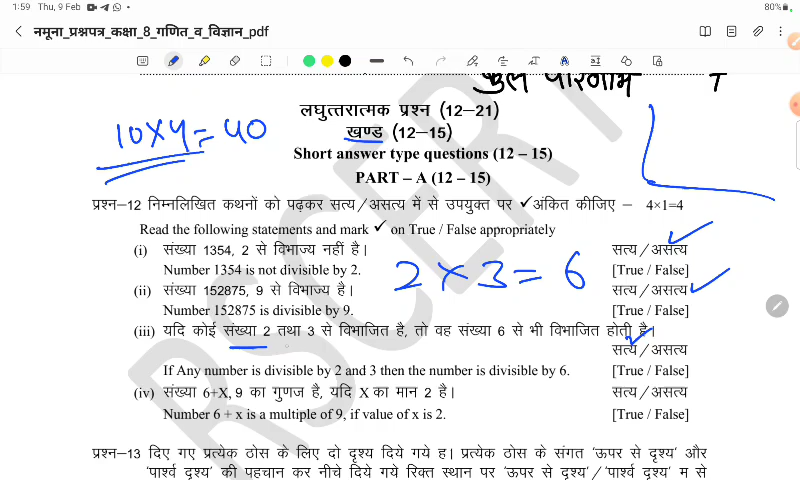 1:59 Thu, 9 Feb
80%
नमूना_प्रश्नपत्र_कक्षा_8_गणित_व_विज्ञान_pdf
कुल परिणाम
10×4=40
लघुत्तरात्मक प्रश्न (12–21)
खण्ड (12–15)
Short answer type questions (12 – 15)
PART – A (12 – 15)
प्रश्न–12 निम्नलिखित कथनों को पढ़कर सत्य/असत्य में से उपयुक्त पर ✓अंकित कीजिए – 4×1=4
Read the following statements and mark ✓ on True / False appropriately
(i) संख्या 1354, 2 से विभाज्य नहीं है। सत्य/असत्य
Number 1354 is not divisible by 2. [True / False]
2×3=6
(ii) संख्या 152875, 9 से विभाज्य है। सत्य/असत्य
Number 152875 is divisible by 9. [True / False]
(iii) यदि कोई संख्या 2 तथा 3 से विभाजित है, तो वह संख्या 6 से भी विभाजित होती है।
सत्य/असत्य
If Any number is divisible by 2 and 3 then the number is divisible by 6. [True / False]
(iv) संख्या 6+X, 9 का गुणज है, यदि X का मान 2 है। सत्य/असत्य
Number 6 + x is a multiple of 9, if value of x is 2. [True / False]
प्रश्न–13 दिए गए प्रत्येक ठोस के लिए दो दृश्य दिये गये ह। प्रत्येक ठोस के संगत 'ऊपर से दृश्य' और
'पार्श्व दृश्य' की पहचान कर नीचे दिये गये रिक्त स्थान पर 'ऊपर से दृश्य'/'पार्श्व दृश्य' म से
RSCERT